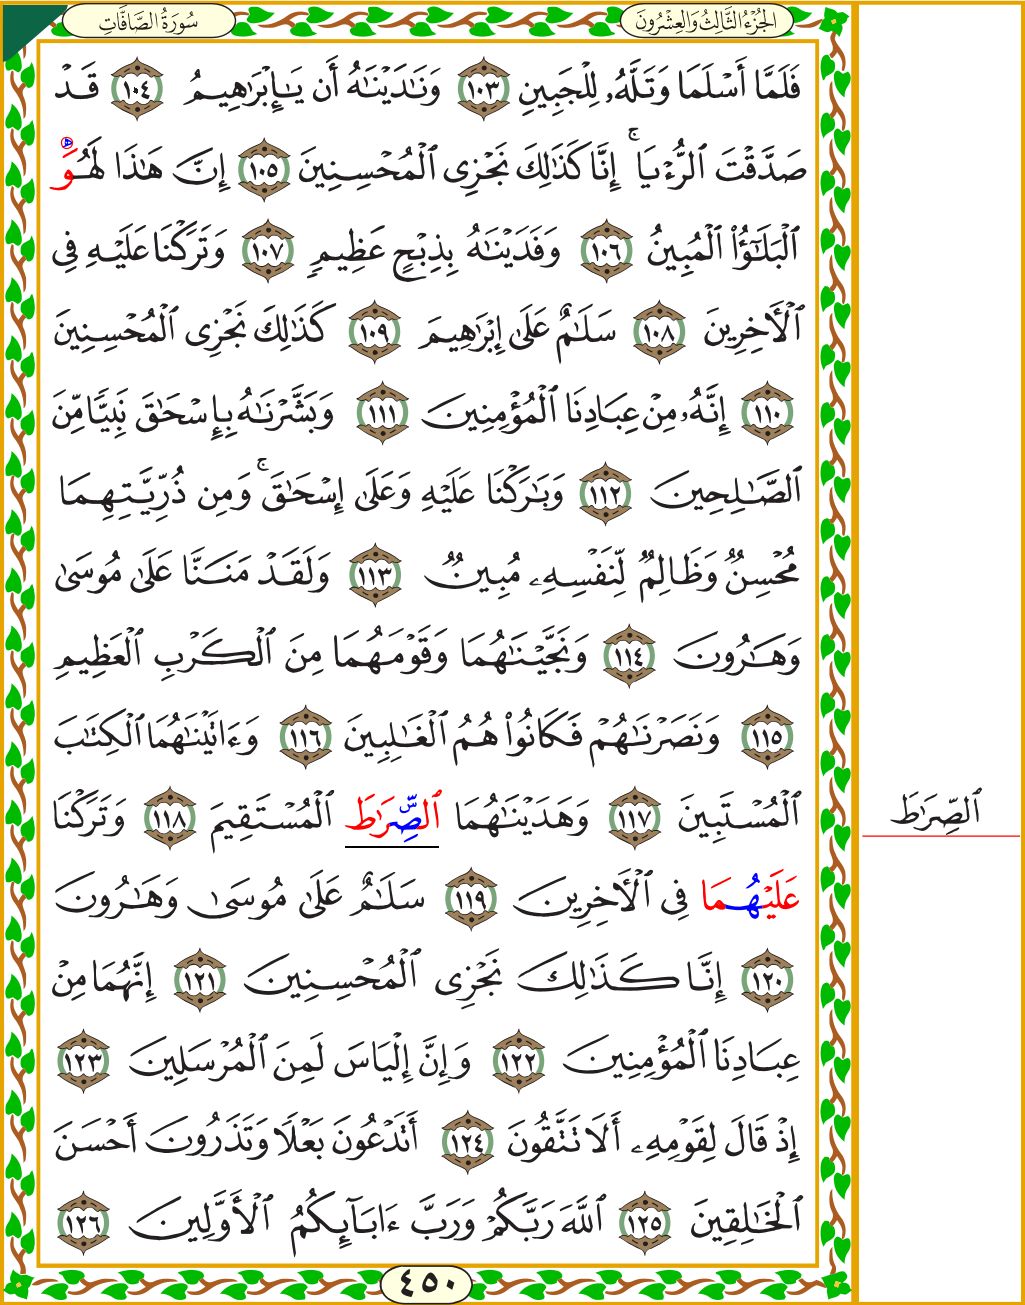 الجُزْءُ الثَّالِثُ وَالعِشْرُونَ
سُورَةُ الصَّافَّاتِ
فَلَمَّآ أَسْلَمَا وَتَلَّهُۥ لِلْجَبِينِ ١٠٣ وَنَٰدَيْنَٰهُ أَن يَٰٓإِبْرَٰهِيمُ ١٠٤ قَدْ
صَدَّقْتَ ٱلرُّءْيَآ ۚ إِنَّا كَذَٰلِكَ نَجْزِى ٱلْمُحْسِنِينَ ١٠٥ إِنَّ هَٰذَا لَهُوَ
ٱلْبَلَٰٓؤُا۟ ٱلْمُبِينُ ١٠٦ وَفَدَيْنَٰهُ بِذِبْحٍ عَظِيمٍ ١٠٧ وَتَرَكْنَا عَلَيْهِ فِى
ٱلْأَخِرِينَ ١٠٨ سَلَٰمٌ عَلَىٰٓ إِبْرَٰهِيمَ ١٠٩ كَذَٰلِكَ نَجْزِى ٱلْمُحْسِنِينَ
١١٠ إِنَّهُۥ مِنْ عِبَادِنَا ٱلْمُؤْمِنِينَ ١١١ وَبَشَّرْنَٰهُ بِإِسْحَٰقَ نَبِيًّا مِّنَ
ٱلصَّٰلِحِينَ ١١٢ وَبَٰرَكْنَا عَلَيْهِ وَعَلَىٰٓ إِسْحَٰقَ ۚ وَمِن ذُرِّيَّتِهِمَا
مُحْسِنٌ وَظَالِمٌ لِّنَفْسِهِۦ مُبِينٌ ١١٣ وَلَقَدْ مَنَنَّا عَلَىٰ مُوسَىٰ
وَهَٰرُونَ ١١٤ وَنَجَّيْنَٰهُمَا وَقَوْمَهُمَا مِنَ ٱلْكَرْبِ ٱلْعَظِيمِ
١١٥ وَنَصَرْنَٰهُمْ فَكَانُوا۟ هُمُ ٱلْغَٰلِبِينَ ١١٦ وَءَاتَيْنَٰهُمَا ٱلْكِتَٰبَ
ٱلْمُسْتَبِينَ ١١٧ وَهَدَيْنَٰهُمَا ٱلصِّرَٰطَ ٱلْمُسْتَقِيمَ ١١٨ وَتَرَكْنَا
ٱلصِّرَٰطَ
عَلَيْهُمَا فِى ٱلْأَخِرِينَ ١١٩ سَلَٰمٌ عَلَىٰ مُوسَىٰ وَهَٰرُونَ
١٢٠ إِنَّا كَذَٰلِكَ نَجْزِى ٱلْمُحْسِنِينَ ١٢١ إِنَّهُمَا مِنْ
عِبَادِنَا ٱلْمُؤْمِنِينَ ١٢٢ وَإِنَّ إِلْيَاسَ لَمِنَ ٱلْمُرْسَلِينَ ١٢٣
إِذْ قَالَ لِقَوْمِهِۦٓ أَلَا تَتَّقُونَ ١٢٤ أَتَدْعُونَ بَعْلًا وَتَذَرُونَ أَحْسَنَ
ٱلْخَٰلِقِينَ ١٢٥ ٱللَّهَ رَبَّكُمْ وَرَبَّ ءَابَآئِكُمُ ٱلْأَوَّلِينَ ١٢٦
٤٥٠